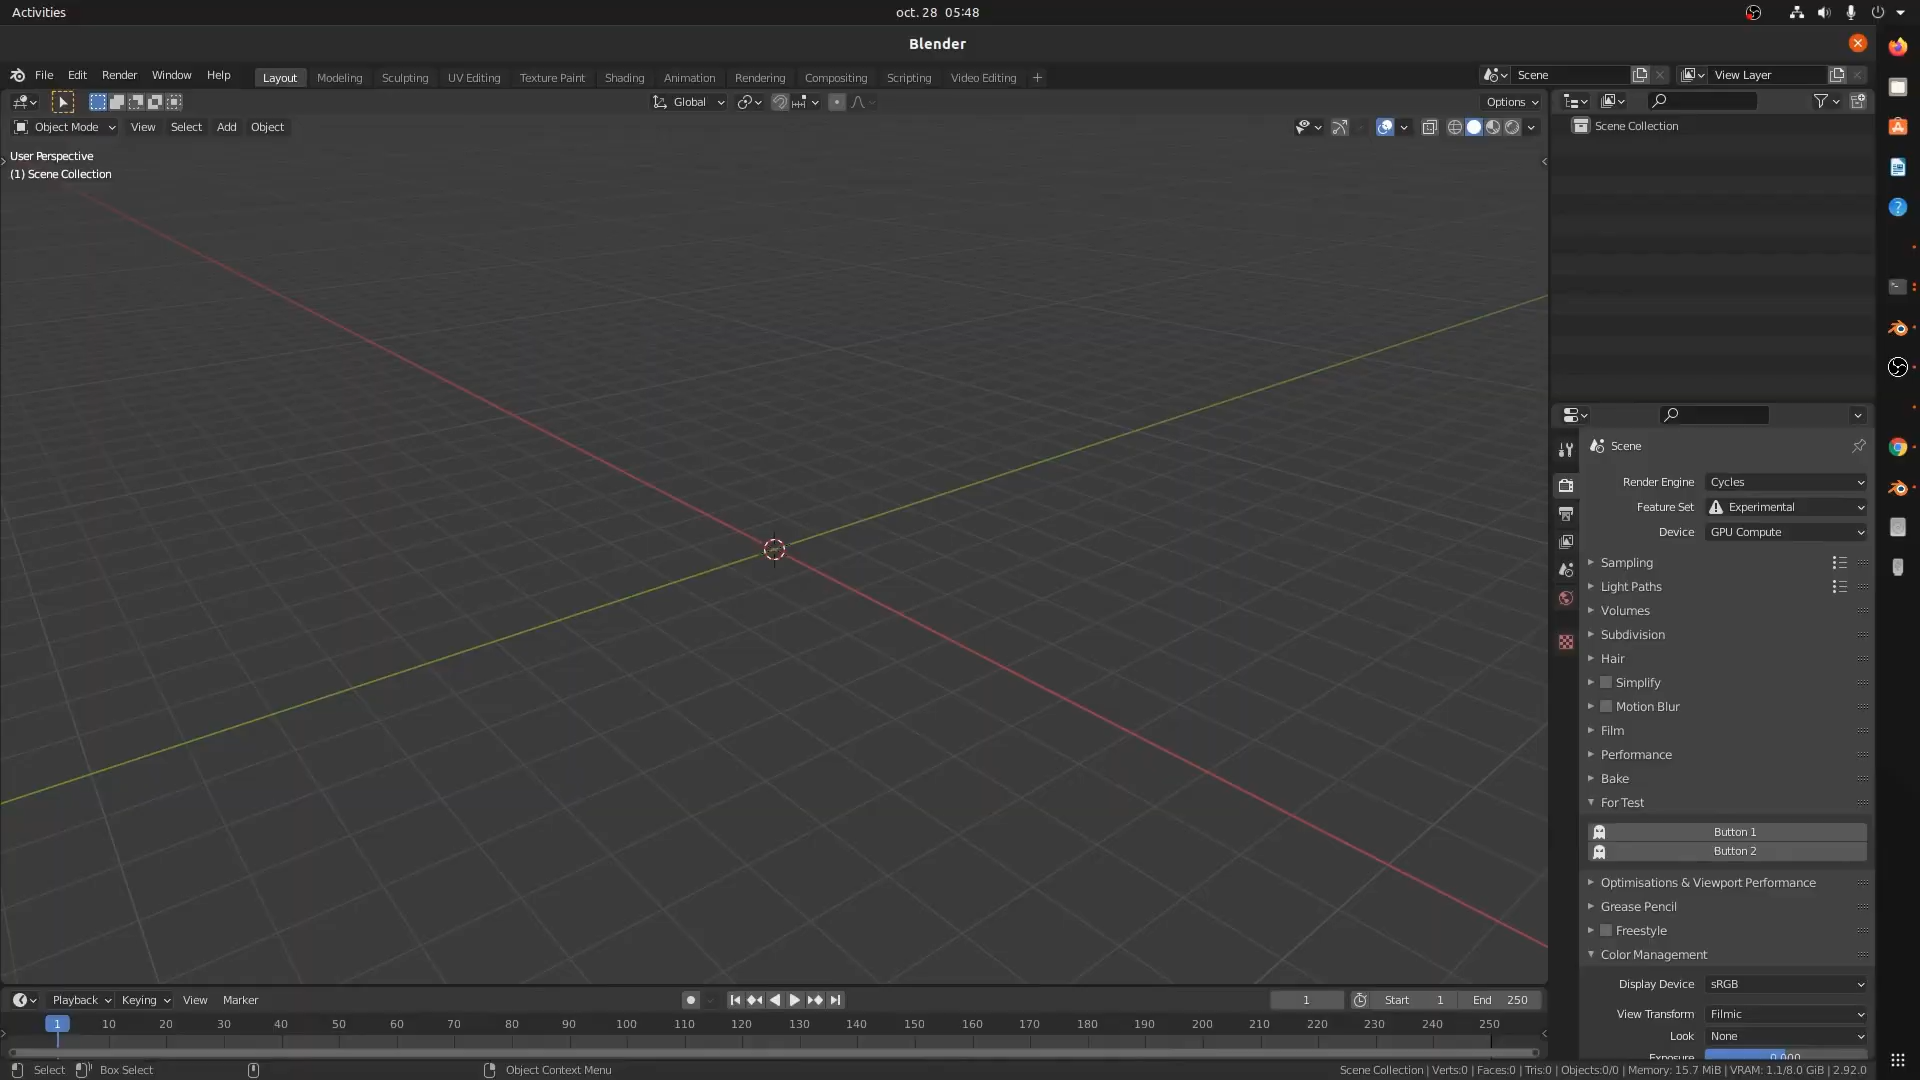 Activities
oct. 28  05:48
Blender
File Edit Render Window Help
Layout Modeling Sculpting UV Editing Texture Paint Shading Animation Rendering Compositing Scripting Video Editing +
Scene
View Layer
Global
Options
Object Mode View Select Add Object
User Perspective
(1) Scene Collection
Scene Collection
Scene
Render Engine Cycles
Feature Set Experimental
Device GPU Compute
Sampling
Light Paths
Volumes
Subdivision
Hair
Simplify
Motion Blur
Film
Performance
Bake
For Test
Button 1
Button 2
Optimisations & Viewport Performance
Grease Pencil
Freestyle
Color Management
Display Device sRGB
View Transform Filmic
Look None
Exposure 0.000
Playback Keying View Marker
1 Start 1 End 250
1 10 20 30 40 50 60 70 80 90 100 110 120 130 140 150 160 170 180 190 200 210 220 230 240 250
Select Box Select Object Context Menu
Scene Collection | Verts:0 | Faces:0 | Tris:0 | Objects:0/0 | Memory: 15.7 MiB | VRAM: 1.1/8.0 GiB | 2.92.0